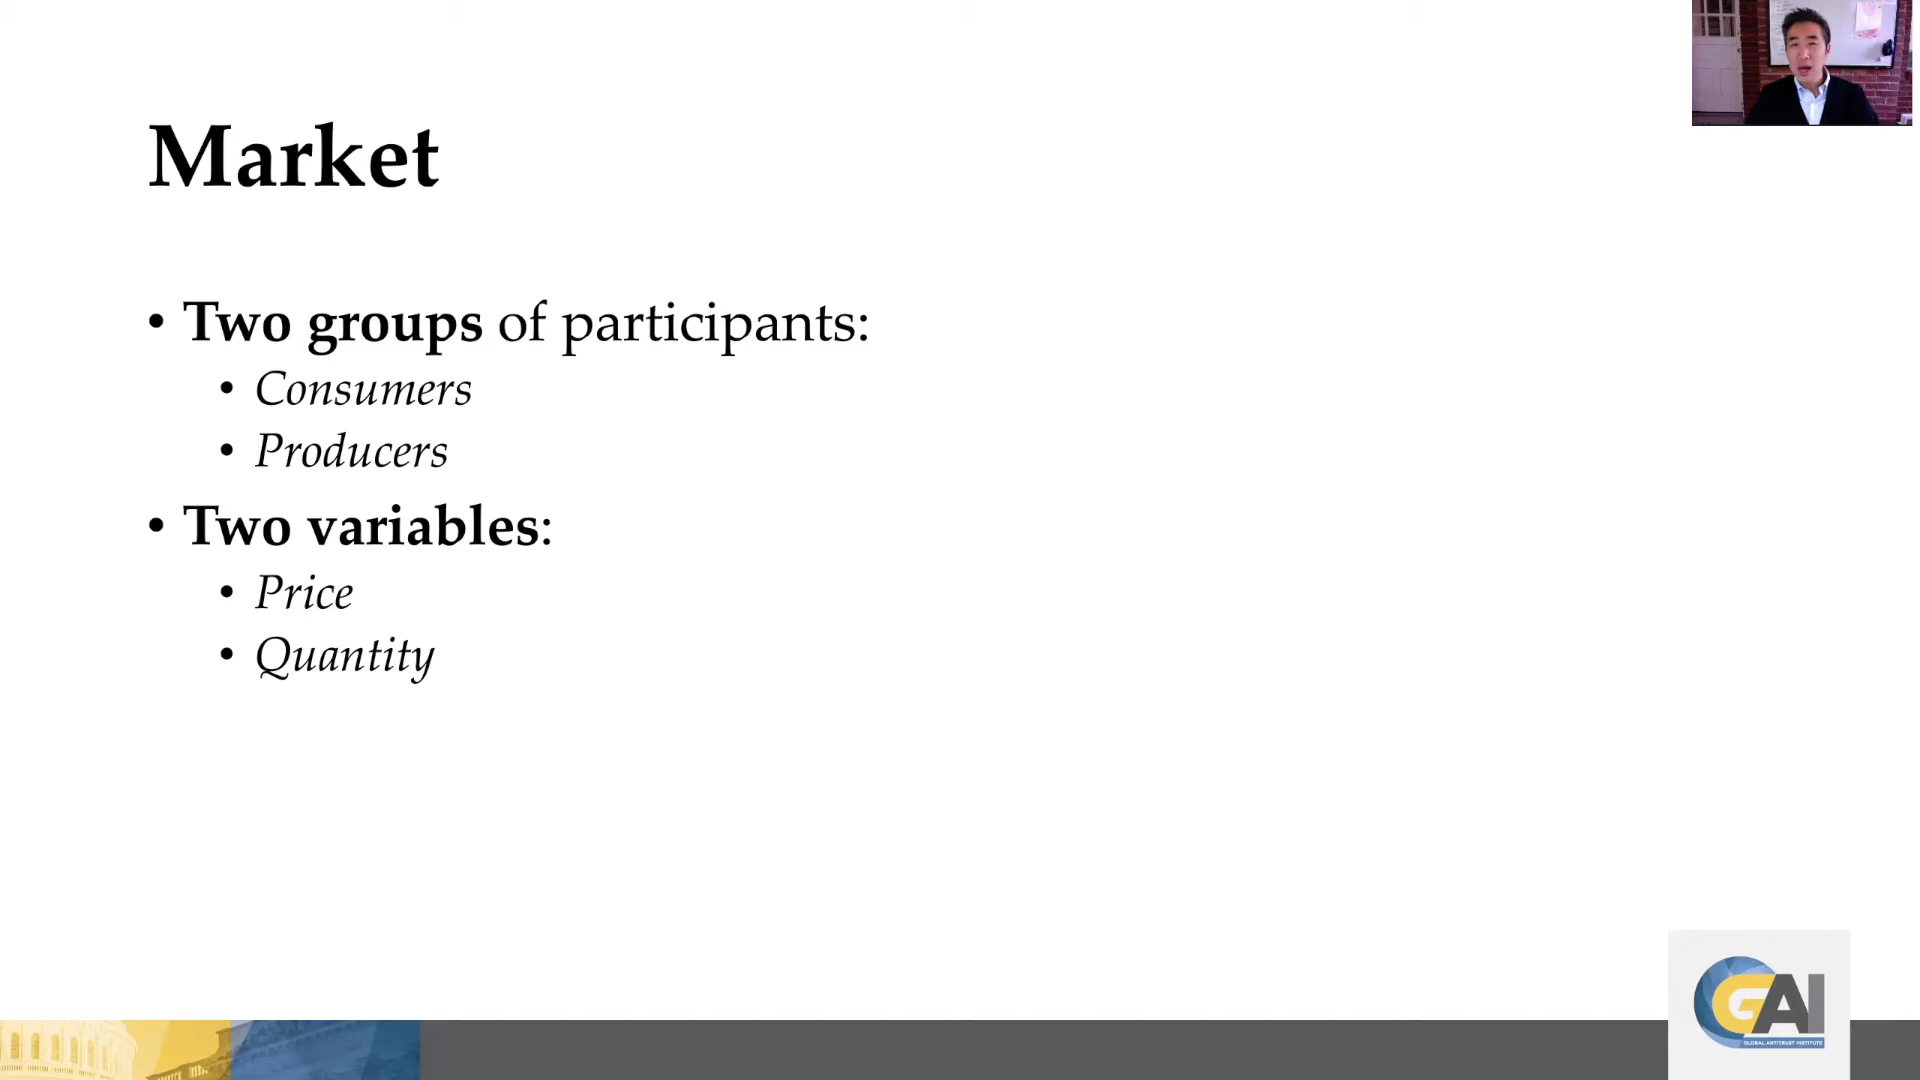 Market
• Two groups of participants:
• Consumers
• Producers
• Two variables:
• Price
• Quantity
GAI
GLOBAL ANTITRUST INSTITUTE